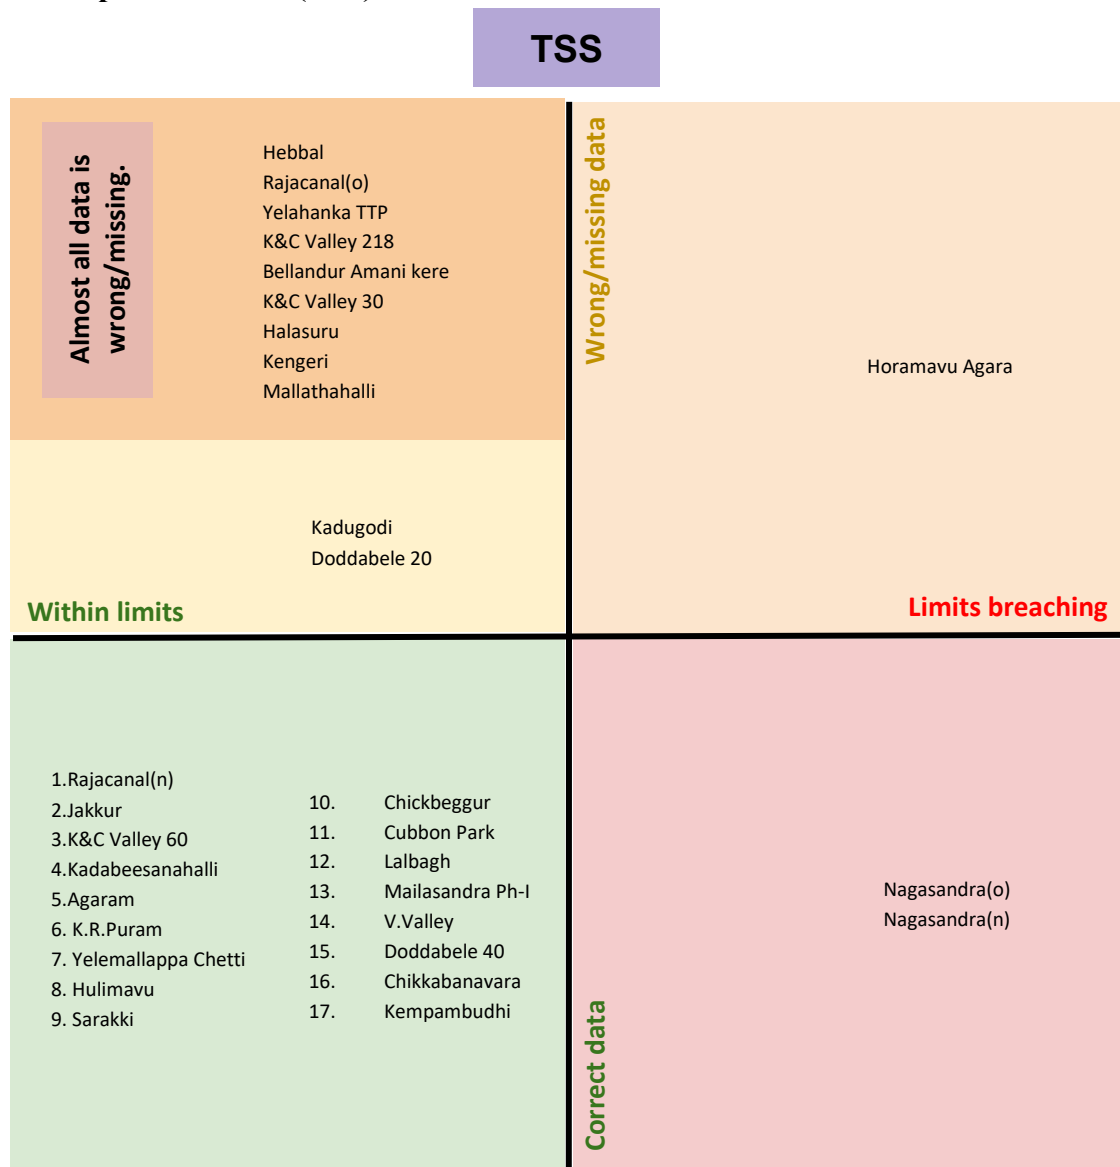 TSS
Almost all data is
wrong/missing.
Hebbal
Rajacanal(o)
Yelahanka TTP
K&C Valley 218
Bellandur Amani kere
K&C Valley 30
Halasuru
Kengeri
Mallathahalli
Wrong/missing data
Horamavu Agara
Kadugodi
Doddabele 20
Within limits
Limits breaching
1.Rajacanal(n)
2.Jakkur
3.K&C Valley 60
4.Kadabeesanahalli
5.Agaram
6. K.R.Puram
7. Yelemallappa Chetti
8. Hulimavu
9. Sarakki
10. Chickbeggur
11. Cubbon Park
12. Lalbagh
13. Mailasandra Ph-I
14. V.Valley
15. Doddabele 40
16. Chikkabanavara
17. Kempambudhi
Nagasandra(o)
Nagasandra(n)
Correct data